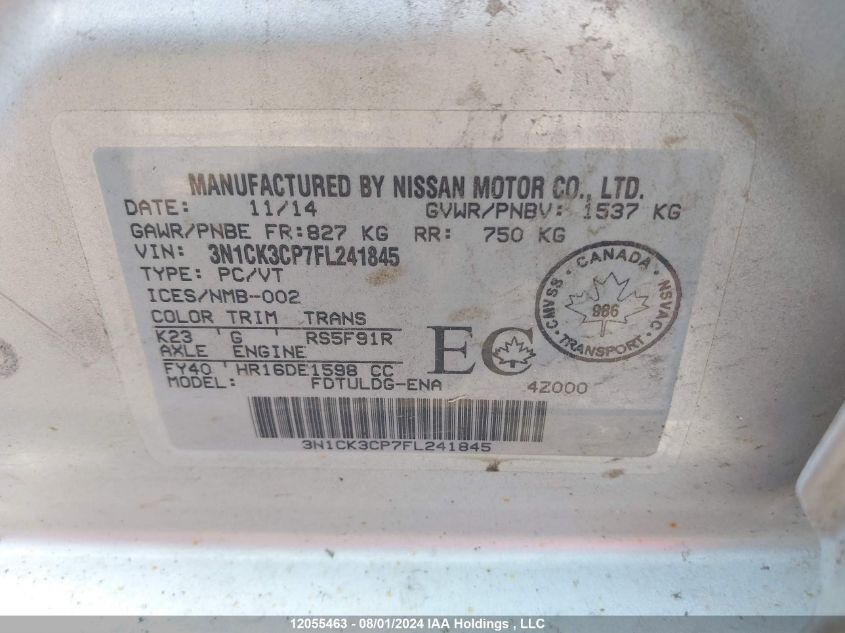 MANUFACTURED BY NISSAN MOTOR CO., LTD.
DATE: 11/14 GVWR/PNBV: 1537 KG
GAWR/PNBE FR:827 KG RR: 750 KG
VIN: 3N1CK3CP7FL241845
TYPE: PC/VT
ICES/NMB-002
COLOR TRIM TRANS
K23 'G' RS5F91R
AXLE ENGINE
FY40 'HR16DE1598 CC
MODEL: FDTULDG-ENA 4Z000
EC
CANADA
CMVSS NSVAC
986
TRANSPORT
3N1CK3CP7FL241845
12055463 - 08/01/2024 IAA Holdings , LLC